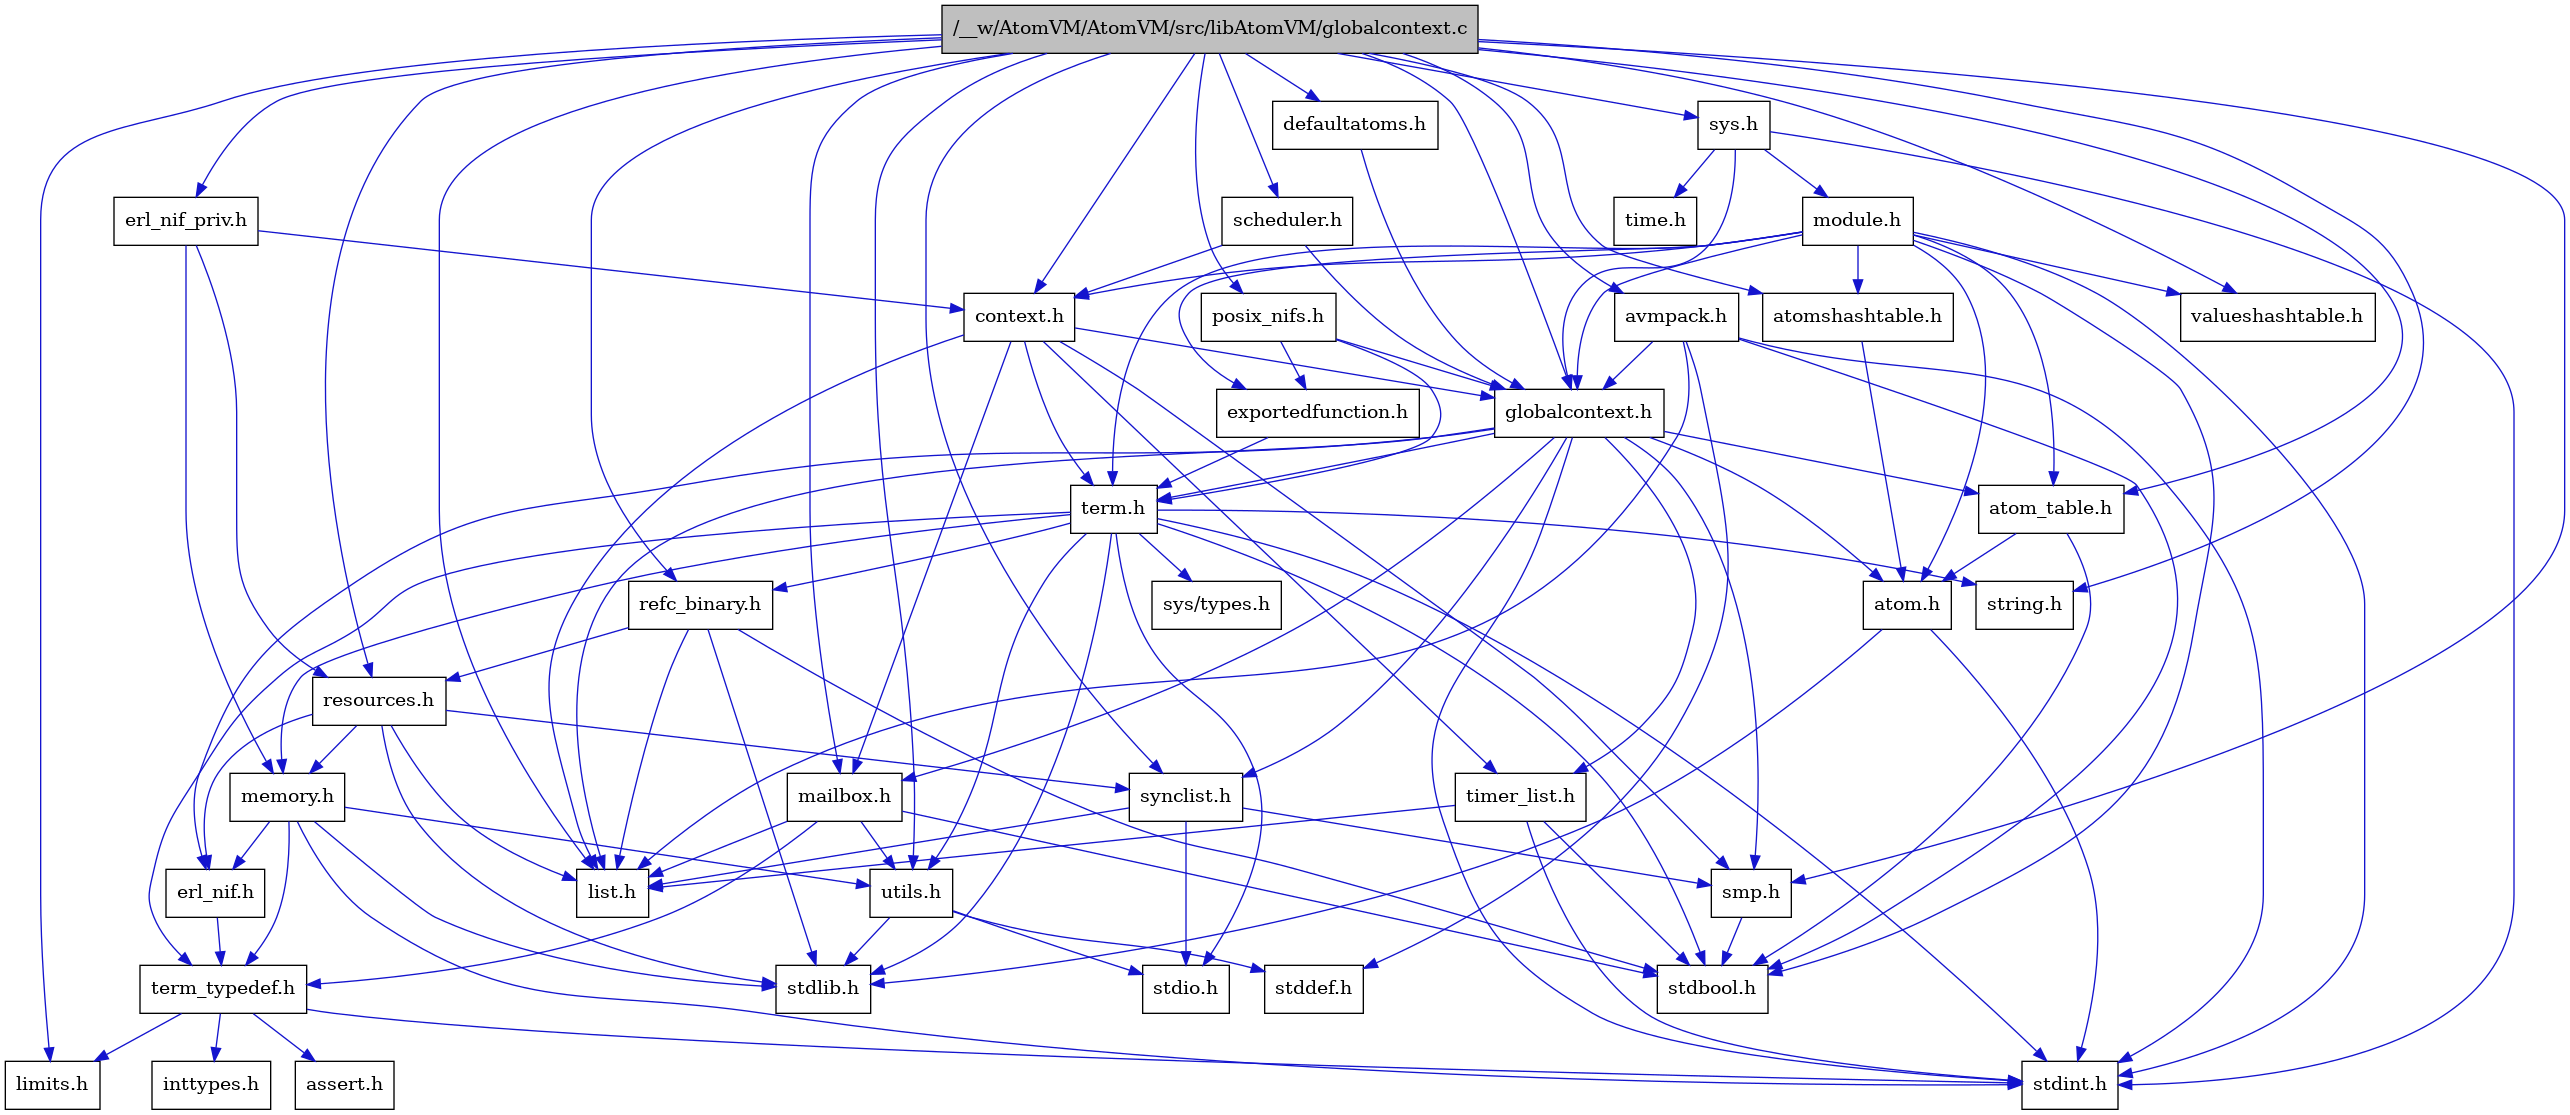 /__w/AtomVM/AtomVM/src/libAtomVM/globalcontext.c
defaultatoms.h
sys.h
erl_nif_priv.h
scheduler.h
time.h
module.h
context.h
posix_nifs.h
avmpack.h
atomshashtable.h
valueshashtable.h
exportedfunction.h
globalcontext.h
term.h
atom_table.h
refc_binary.h
sys/types.h
atom.h
string.h
resources.h
memory.h
mailbox.h
synclist.h
timer_list.h
erl_nif.h
list.h
utils.h
smp.h
term_typedef.h
stdlib.h
stdio.h
stddef.h
stdbool.h
limits.h
inttypes.h
assert.h
stdint.h